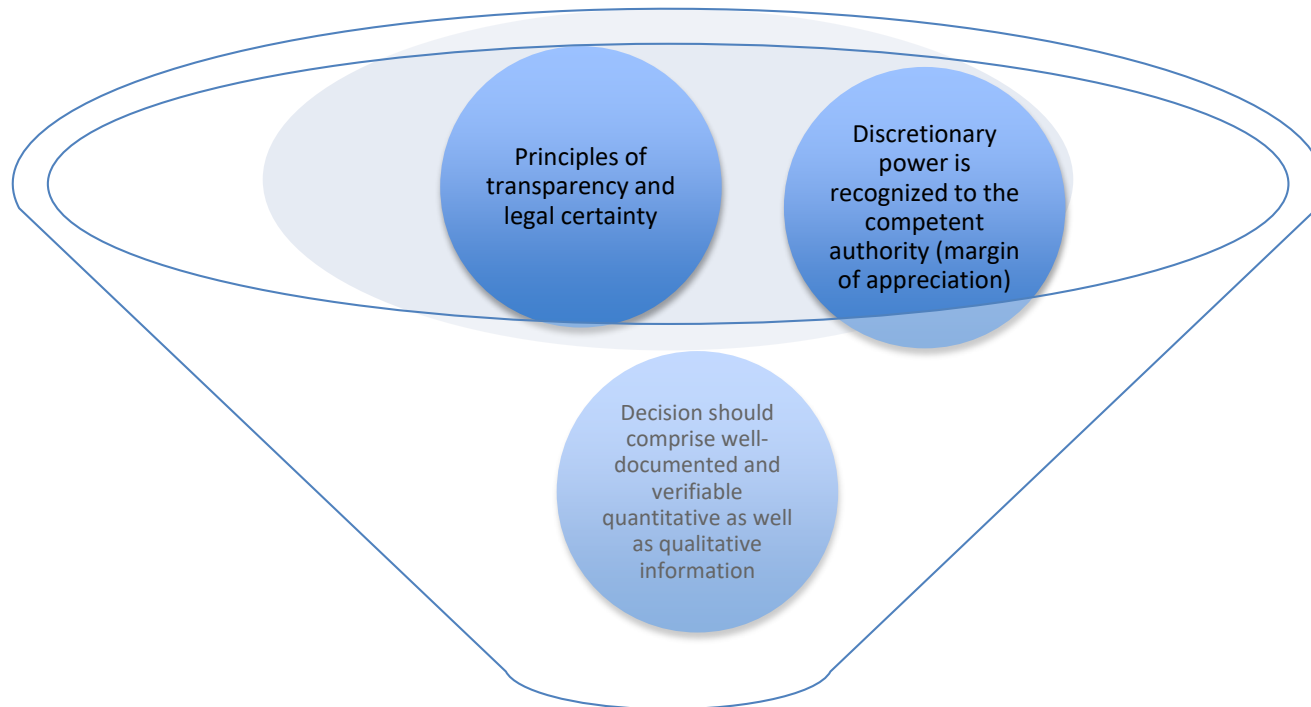 Principles of
transparency and
legal certainty
Discretionary
power is
recognized to the
competent
authority (margin
of appreciation)
Decision should
comprise well-
documented and
verifiable
quantitative as well
as qualitative
information